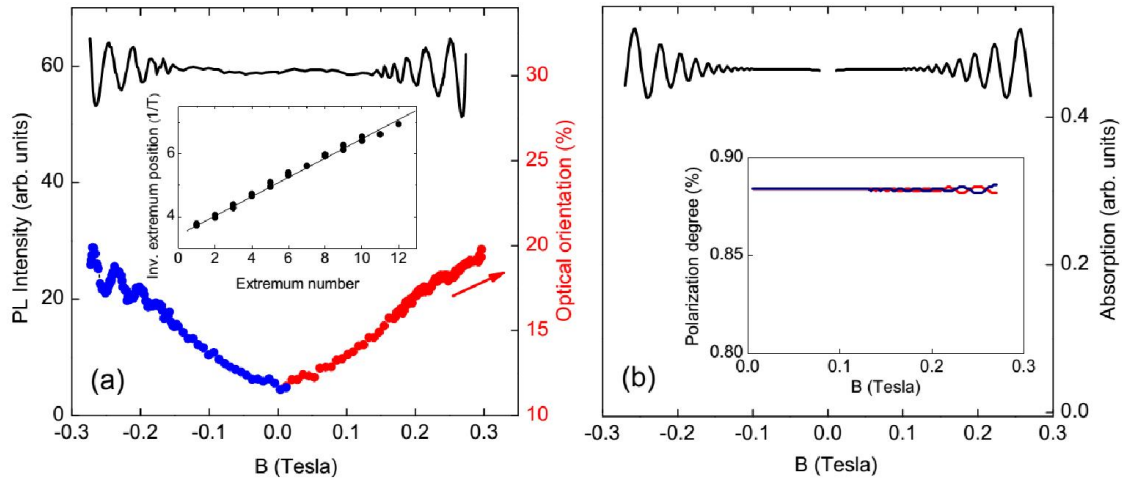 60
40
20
0
PL Intensity (arb. units)
30
25
20
15
10
Optical orientation (%)
Inv. extremum position (1/T)
6
4
0 2 4 6 8 10 12
Extremum number
(a)
-0.3 -0.2 -0.1 0.0 0.1 0.2 0.3
B (Tesla)
0.4
0.2
0.0
Absorption (arb. units)
0.90
0.85
0.80
Polarization degree (%)
0.0 0.1 0.2 0.3
B (Tesla)
(b)
-0.3 -0.2 -0.1 0.0 0.1 0.2 0.3
B (Tesla)